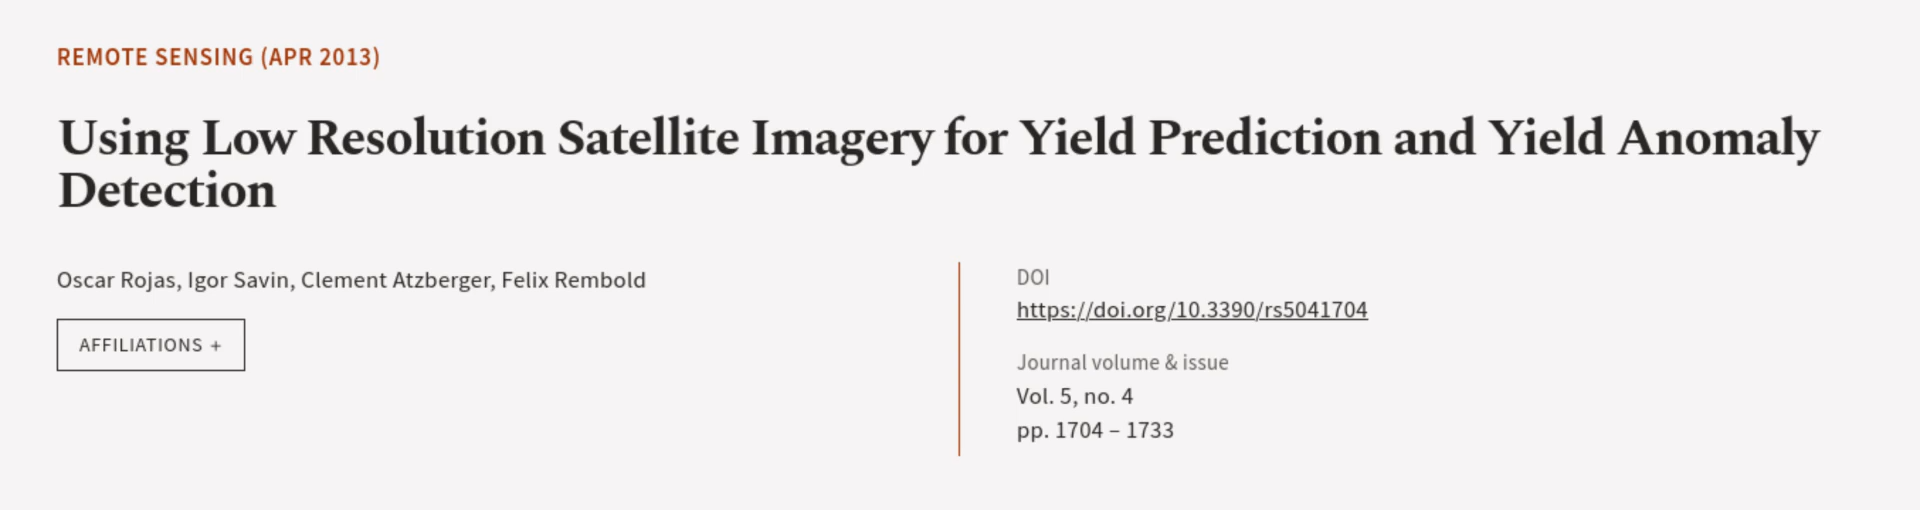 REMOTE SENSING (APR 2013)
Using Low Resolution Satellite Imagery for Yield Prediction and Yield Anomaly
Detection
Oscar Rojas, Igor Savin, Clement Atzberger, Felix Rembold
AFFILIATIONS +
DOI
https://doi.org/10.3390/rs5041704
Journal volume & issue
Vol. 5, no. 4
pp. 1704 – 1733